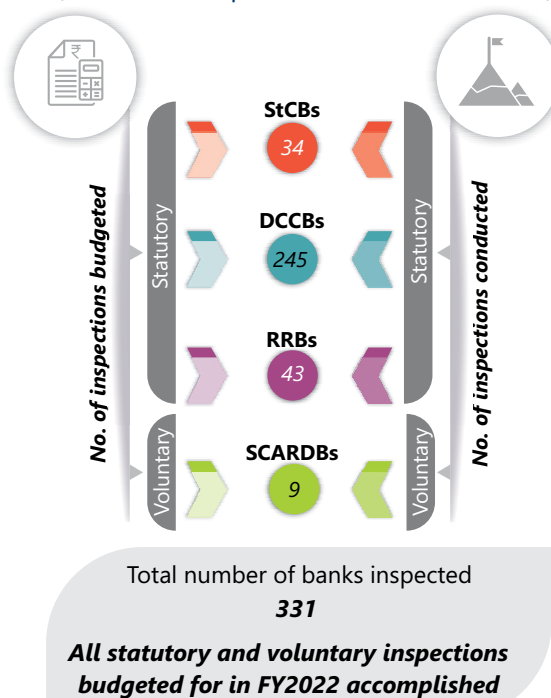 ₹
StCBs
34
DCCBs
245
RRBs
43
SCARDBs
9
No. of inspections budgeted
Statutory
Voluntary
Statutory
Voluntary
No. of inspections conducted
Total number of banks inspected
331
All statutory and voluntary inspections
budgeted for in FY2022 accomplished